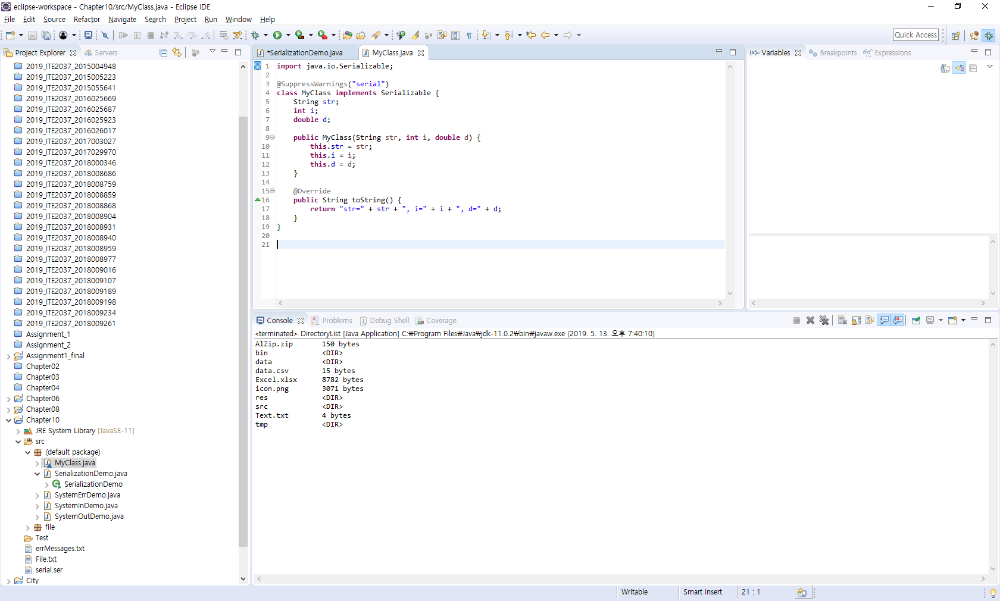 eclipse-workspace - Chapter10/src/MyClass.java - Eclipse IDE
File Edit Source Refactor Navigate Search Project Run Window Help
Quick Access
Project Explorer Servers
2019_ITE2037_2015004948
2019_ITE2037_2015005223
2019_ITE2037_2015055641
2019_ITE2037_2016025669
2019_ITE2037_2016025687
2019_ITE2037_2016025923
2019_ITE2037_2016026017
2019_ITE2037_2017003027
2019_ITE2037_2017029970
2019_ITE2037_2018000346
2019_ITE2037_2018008686
2019_ITE2037_2018008759
2019_ITE2037_2018008859
2019_ITE2037_2018008868
2019_ITE2037_2018008904
2019_ITE2037_2018008931
2019_ITE2037_2018008940
2019_ITE2037_2018008959
2019_ITE2037_2018008977
2019_ITE2037_2018009016
2019_ITE2037_2018009107
2019_ITE2037_2018009189
2019_ITE2037_2018009198
2019_ITE2037_2018009234
2019_ITE2037_2018009261
Assignment_1
Assignment_2
Assignment1_final
Chapter02
Chapter03
Chapter04
Chapter06
Chapter08
Chapter10
JRE System Library [JavaSE-11]
src
(default package)
MyClass.java
SerializationDemo.java
SerializationDemo
SystemErrDemo.java
SystemInDemo.java
SystemOutDemo.java
file
Test
errMessages.txt
File.txt
serial.ser
City
*SerializationDemo.java MyClass.java
1 import java.io.Serializable;
2
3 @SuppressWarnings("serial")
4 class MyClass implements Serializable {
5 String str;
6 int i;
7 double d;
8
9 public MyClass(String str, int i, double d) {
10 this.str = str;
11 this.i = i;
12 this.d = d;
13 }
14
15 @Override
16 public String toString() {
17 return "str=" + str + ", i=" + i + ", d=" + d;
18 }
19 }
20
21
(x)= Variables Breakpoints Expressions
Console Problems Debug Shell Coverage
<terminated> DirectoryList [Java Application] C:₩Program Files₩Java₩jdk-11.0.2₩bin₩javaw.exe (2019. 5. 13. 오후 7:40:10)
AlZip.zip 150 bytes
bin <DIR>
data <DIR>
data.csv 15 bytes
Excel.xlsx 8782 bytes
icon.png 3071 bytes
res <DIR>
src <DIR>
Text.txt 4 bytes
tmp <DIR>
Writable Smart Insert 21 : 1